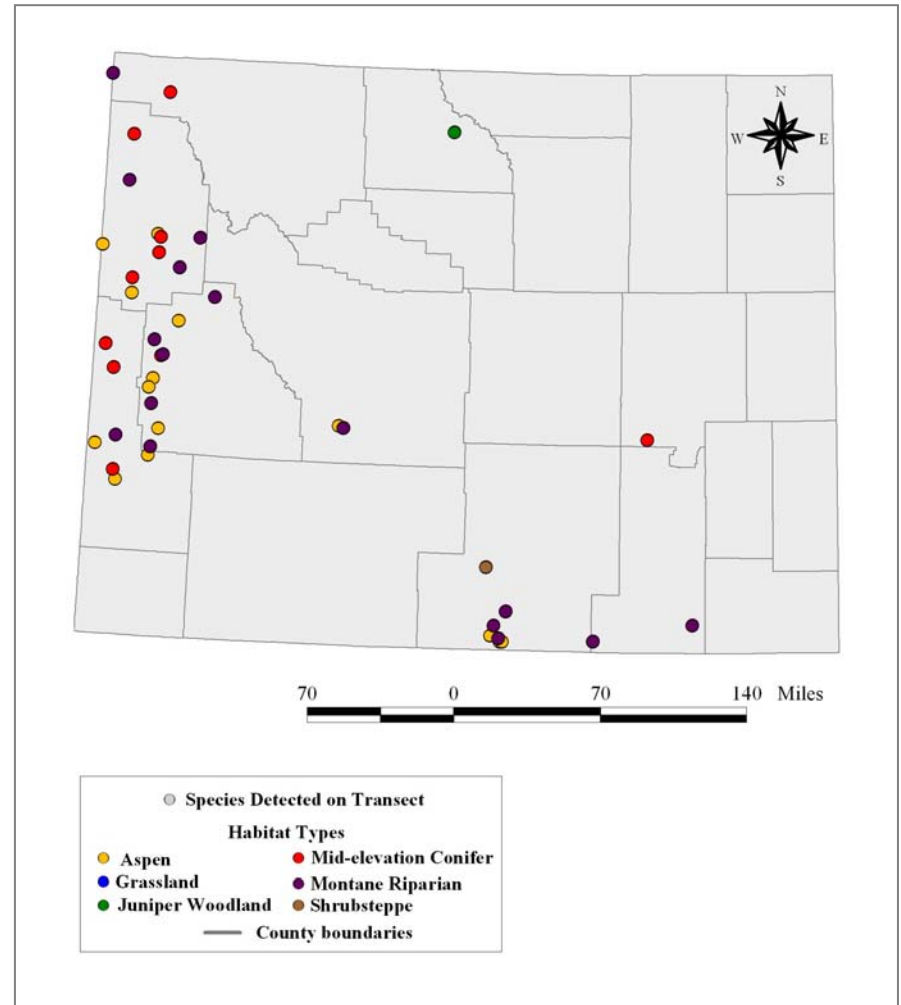 N
W E
S
70 0 70 140 Miles
Species Detected on Transect
Habitat Types
Aspen Mid-elevation Conifer
Grassland Montane Riparian
Juniper Woodland Shrubsteppe
County boundaries